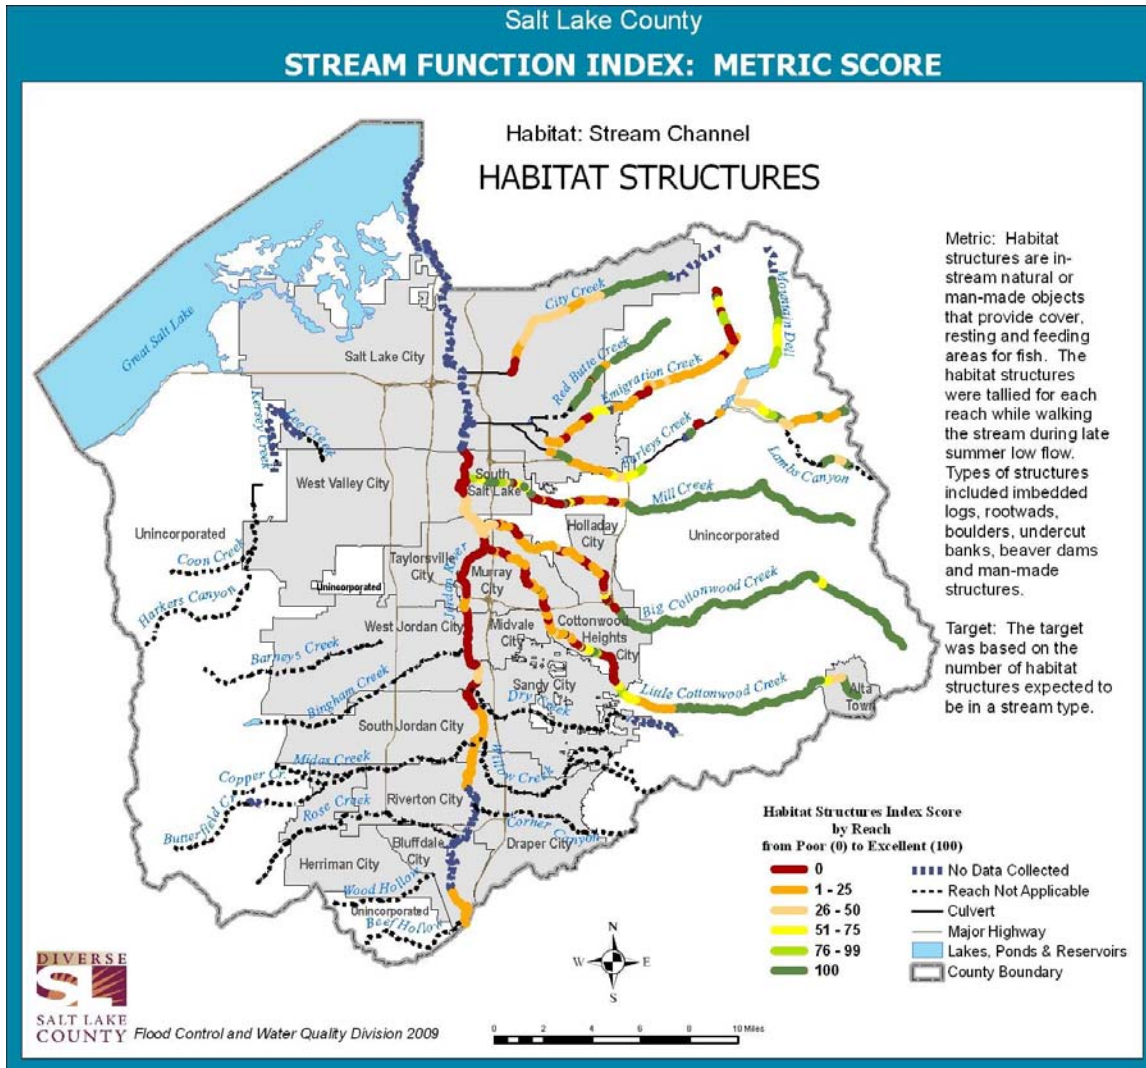 Salt Lake County
STREAM FUNCTION INDEX: METRIC SCORE
Habitat: Stream Channel
HABITAT STRUCTURES
Metric: Habitat
structures are in-
stream natural or
man-made objects
that provide cover,
resting and feeding
areas for fish. The
habitat structures
were tallied for each
reach while walking
the stream during late
summer low flow.
Types of structures
included imbedded
logs, rootwads,
boulders, undercut
banks, beaver dams
and man-made
structures.
Target: The target
was based on the
number of habitat
structures expected to
be in a stream type.
Great Salt Lake
Salt Lake City
City Creek
Mountain Dell
Red Butte Creek
Emigration Creek
Kersey Creek
Lee Creek
Parleys Creek
Lambs Canyon
West Valley City
South
Salt Lake
Mill Creek
Unincorporated
Holladay
City
Unincorporated
Coon Creek
Taylorsville
City
Unincorporated
Jordan River
Murray
City
Harkers Canyon
Big Cottonwood Creek
West Jordan City
Midvale
City
Cottonwood
Heights
City
Barneys Creek
Bingham Creek
Sandy City
Dry Creek
Little Cottonwood Creek
Alta
Town
South Jordan City
Midas Creek
Willow Creek
Copper Cr.
Butterfield Cr.
Rose Creek
Riverton City
Corner Canyon
Bluffdale
City
Draper City
Herriman City
Wood Hollow
Unincorporated
Beef Hollow
Habitat Structures Index Score
by Reach
from Poor (0) to Excellent (100)
0
1 - 25
26 - 50
51 - 75
76 - 99
100
No Data Collected
Reach Not Applicable
Culvert
Major Highway
Lakes, Ponds & Reservoirs
County Boundary
N
W E
S
0 2 4 6 8 10 Miles
DIVERSE
SL
SALT LAKE
COUNTY
Flood Control and Water Quality Division 2009